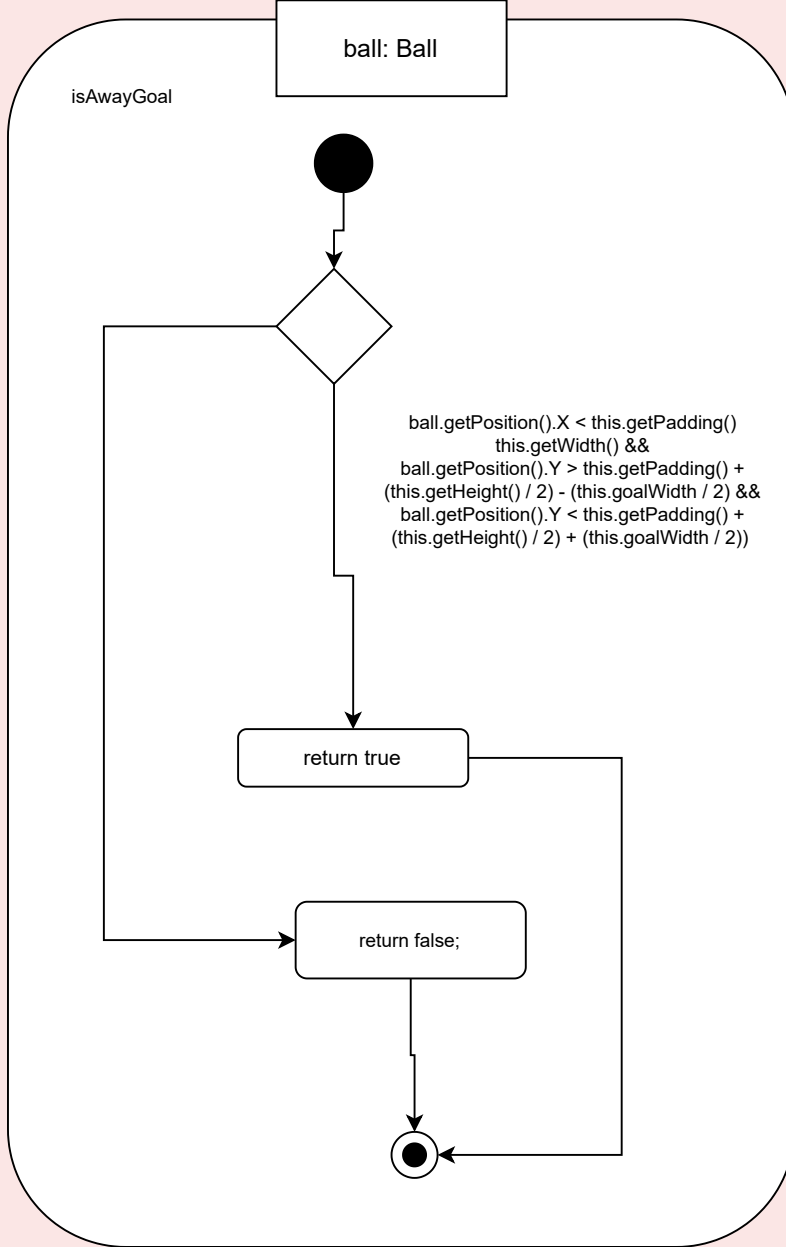 ball: Ball
isAwayGoal
ball.getPosition().X < this.getPadding()
this.getWidth() &&
ball.getPosition().Y > this.getPadding() +
(this.getHeight() / 2) - (this.goalWidth / 2) &&
ball.getPosition().Y < this.getPadding() +
(this.getHeight() / 2) + (this.goalWidth / 2))
return true
return false;